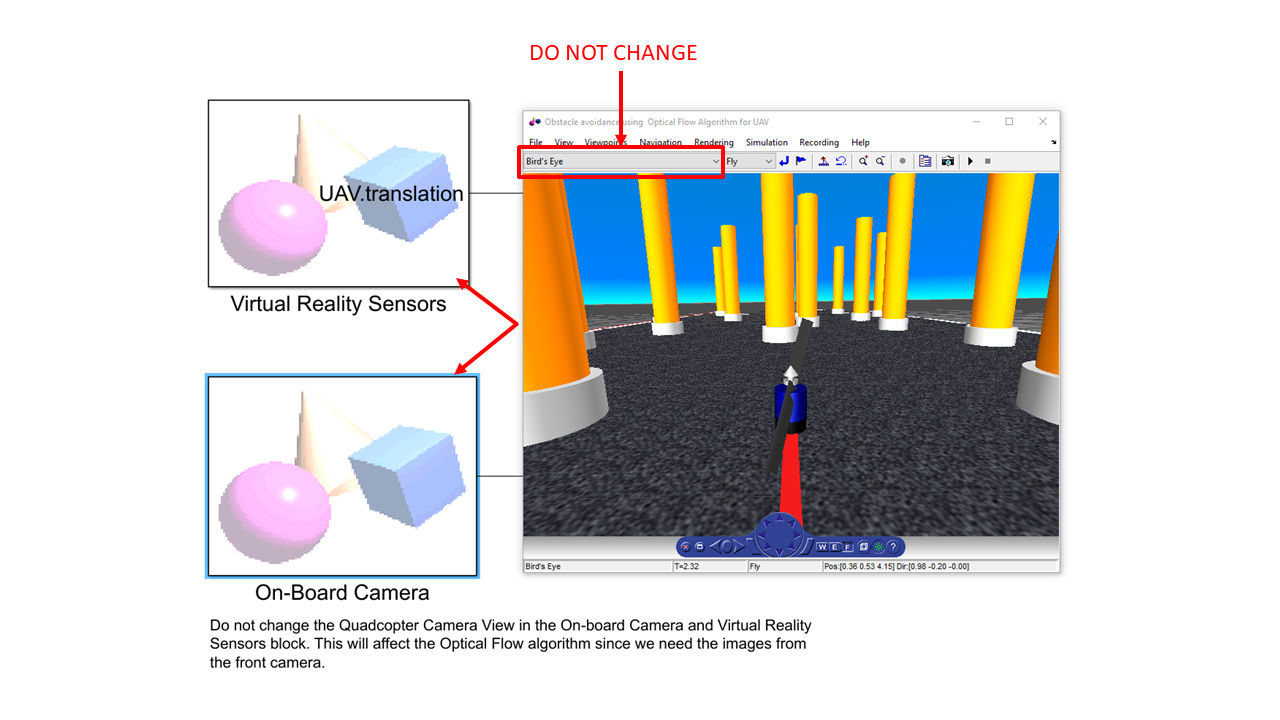 DO NOT CHANGE
Obstacle avoidance using Optical Flow Algorithm for UAV
File View Viewpoints Navigation Rendering Simulation Recording Help
Bird's Eye Fly
UAV.translation
Virtual Reality Sensors
W E F ?
Bird's Eye T=2.32 Fly Pos:[0.36 0.53 4.15] Dir:[0.98 -0.20 -0.00]
On-Board Camera
Do not change the Quadcopter Camera View in the On-board Camera and Virtual Reality
Sensors block. This will affect the Optical Flow algorithm since we need the images from
the front camera.